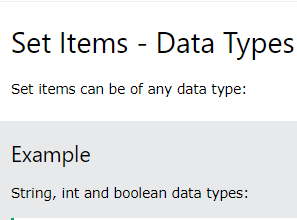 Set Items - Data Types
Set items can be of any data type:
Example
String, int and boolean data types: